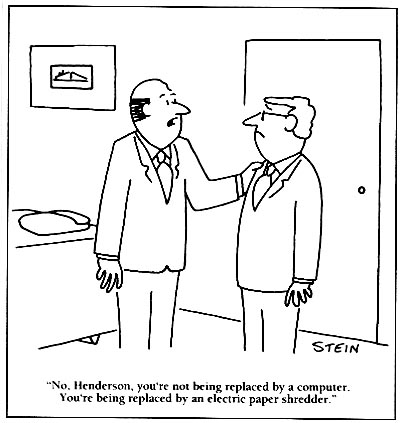 STEIN
"No, Henderson, you're not being replaced by a computer.
You're being replaced by an electric paper shredder."